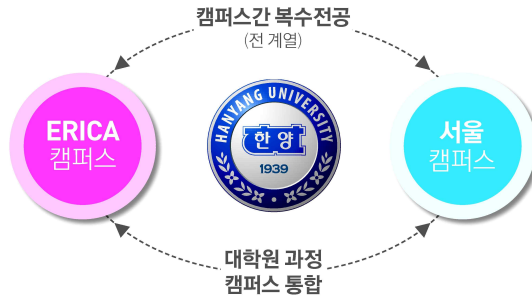 캠퍼스간 복수전공
(전 계열)
ERICA
캠퍼스
HANYANG UNIVERSITY
한양
1939
서울
캠퍼스
대학원 과정
캠퍼스 통합